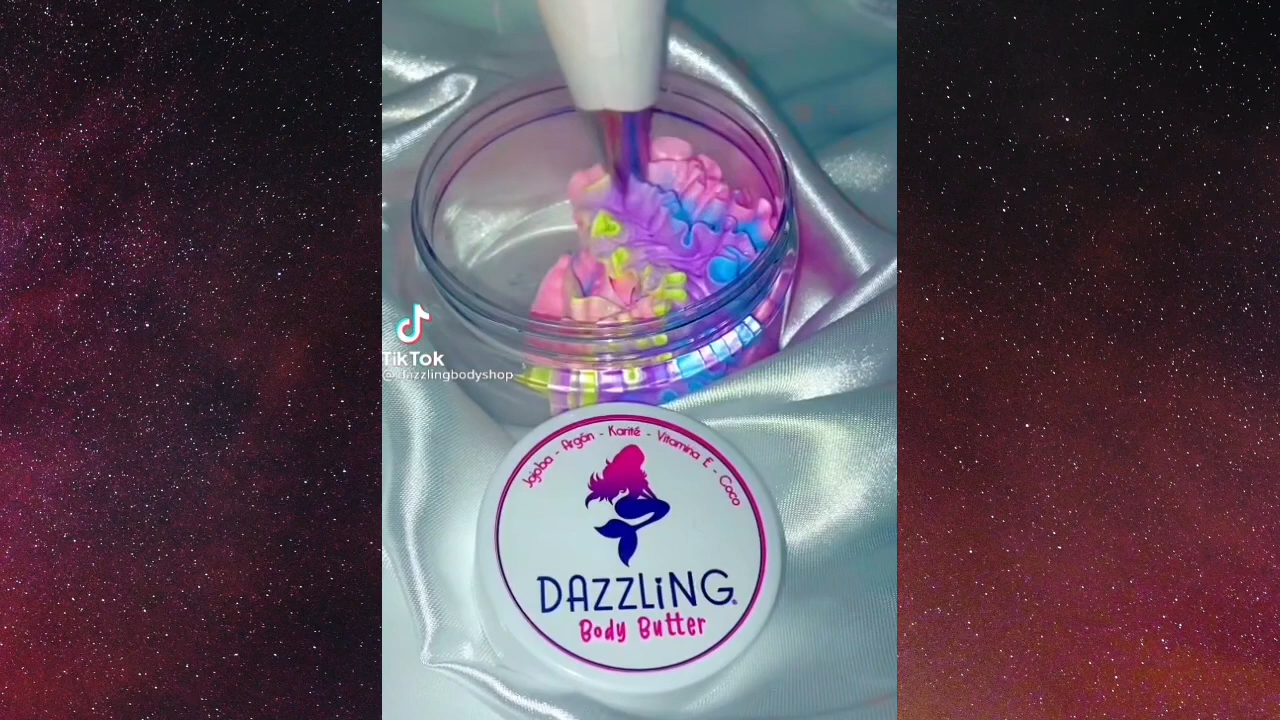 TikTok
@dazzlingbodyshop
Jojoba - Argán - Karité - Vitamina E - Coco
DAZZLiNG®
Body Butter